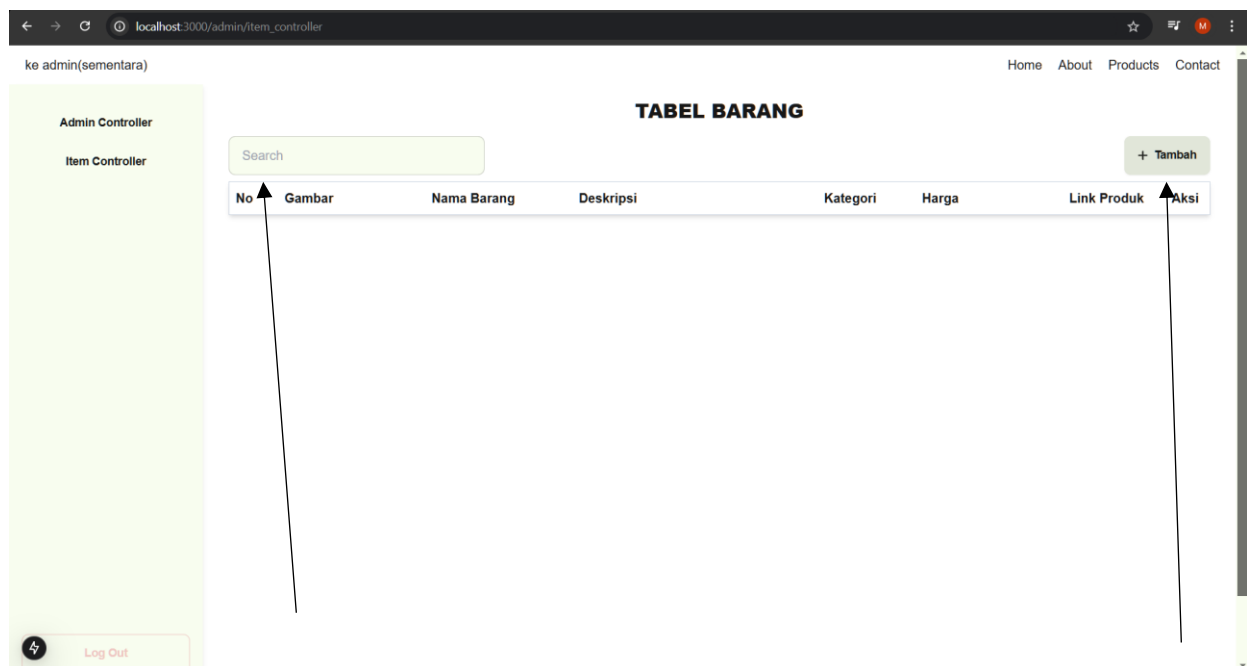 localhost:3000/admin/item_controller
M
ke admin(sementara)
Home About Products Contact
Admin Controller
TABEL BARANG
Item Controller
Search
+ Tambah
No Gambar Nama Barang Deskripsi Kategori Harga Link Produk Aksi
Log Out